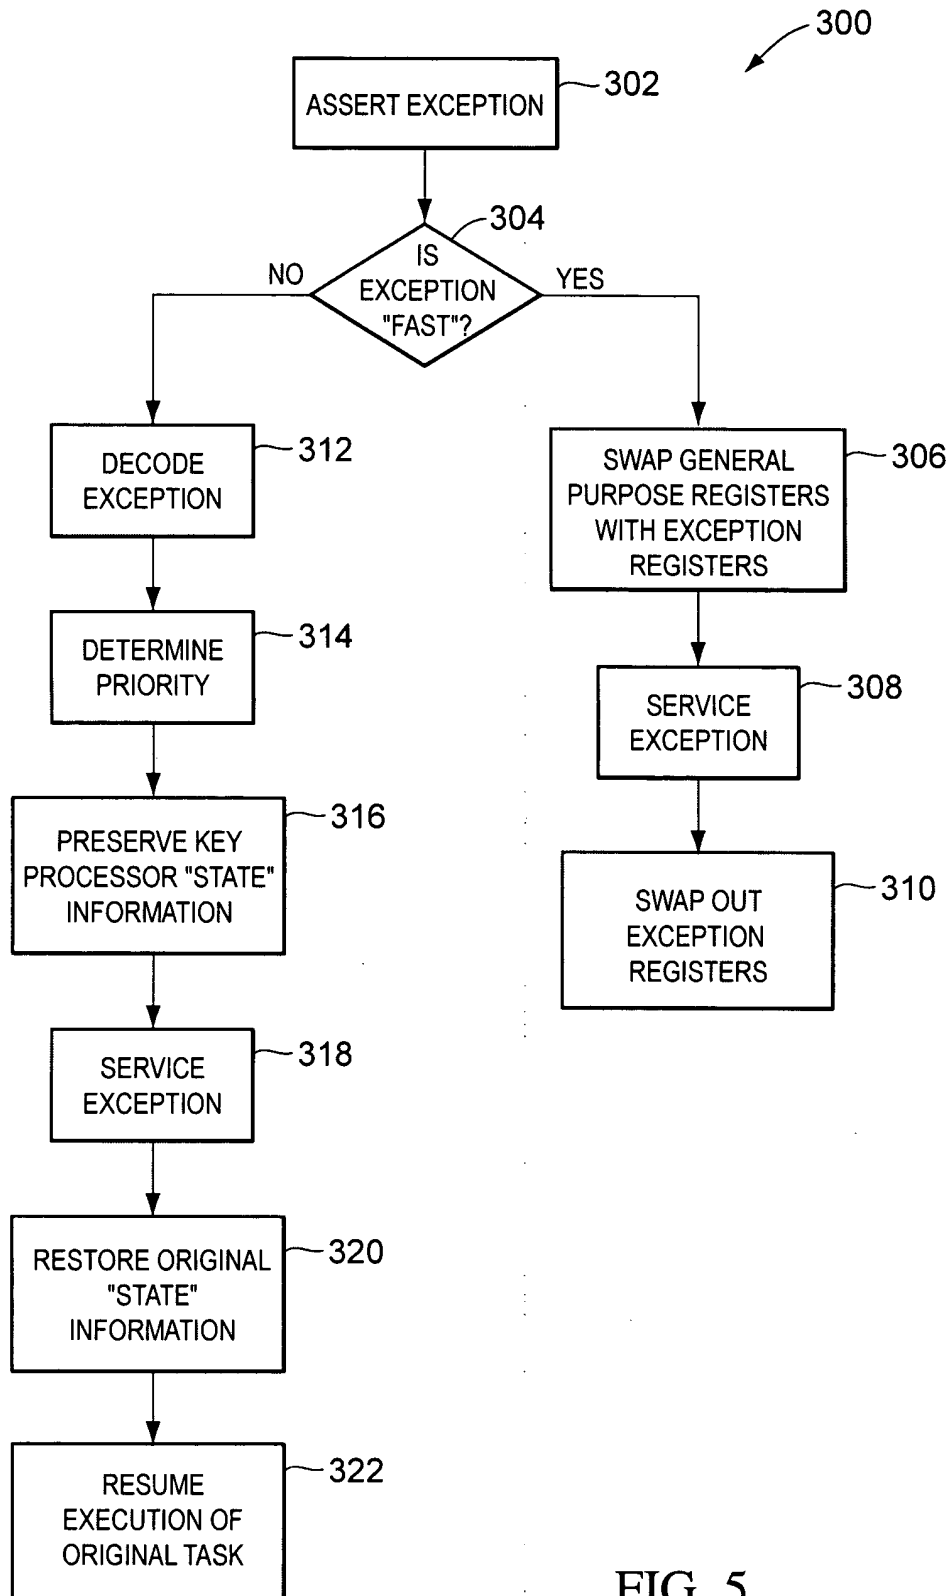 300
ASSERT EXCEPTION
302
304
IS
EXCEPTION
"FAST"?
NO
YES
DECODE
EXCEPTION
312
SWAP GENERAL
PURPOSE REGISTERS
WITH EXCEPTION
REGISTERS
306
DETERMINE
PRIORITY
314
SERVICE
EXCEPTION
308
PRESERVE KEY
PROCESSOR "STATE"
INFORMATION
316
SWAP OUT
EXCEPTION
REGISTERS
310
SERVICE
EXCEPTION
318
RESTORE ORIGINAL
"STATE"
INFORMATION
320
RESUME
EXECUTION OF
ORIGINAL TASK
322
FIG. 5